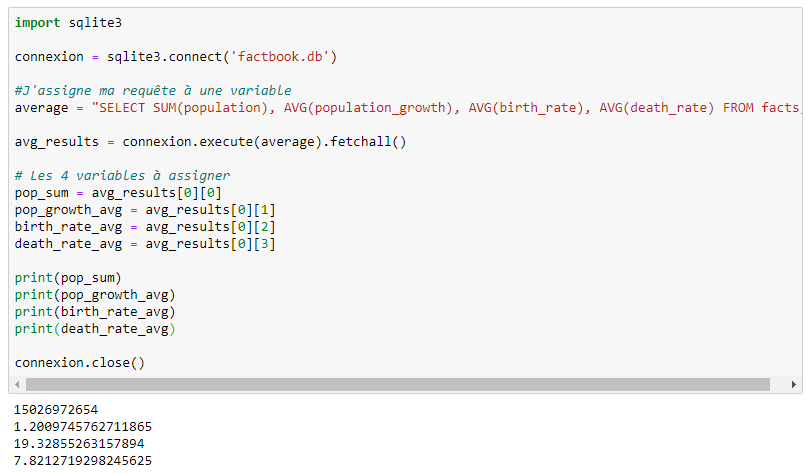 import sqlite3
connexion = sqlite3.connect('factbook.db')
#J'assigne ma requête à une variable
average = "SELECT SUM(population), AVG(population_growth), AVG(birth_rate), AVG(death_rate) FROM facts
avg_results = connexion.execute(average).fetchall()
# Les 4 variables à assigner
pop_sum = avg_results[0][0]
pop_growth_avg = avg_results[0][1]
birth_rate_avg = avg_results[0][2]
death_rate_avg = avg_results[0][3]
print(pop_sum)
print(pop_growth_avg)
print(birth_rate_avg)
print(death_rate_avg)
connexion.close()
15026972654
1.2009745762711865
19.32855263157894
7.8212719298245625